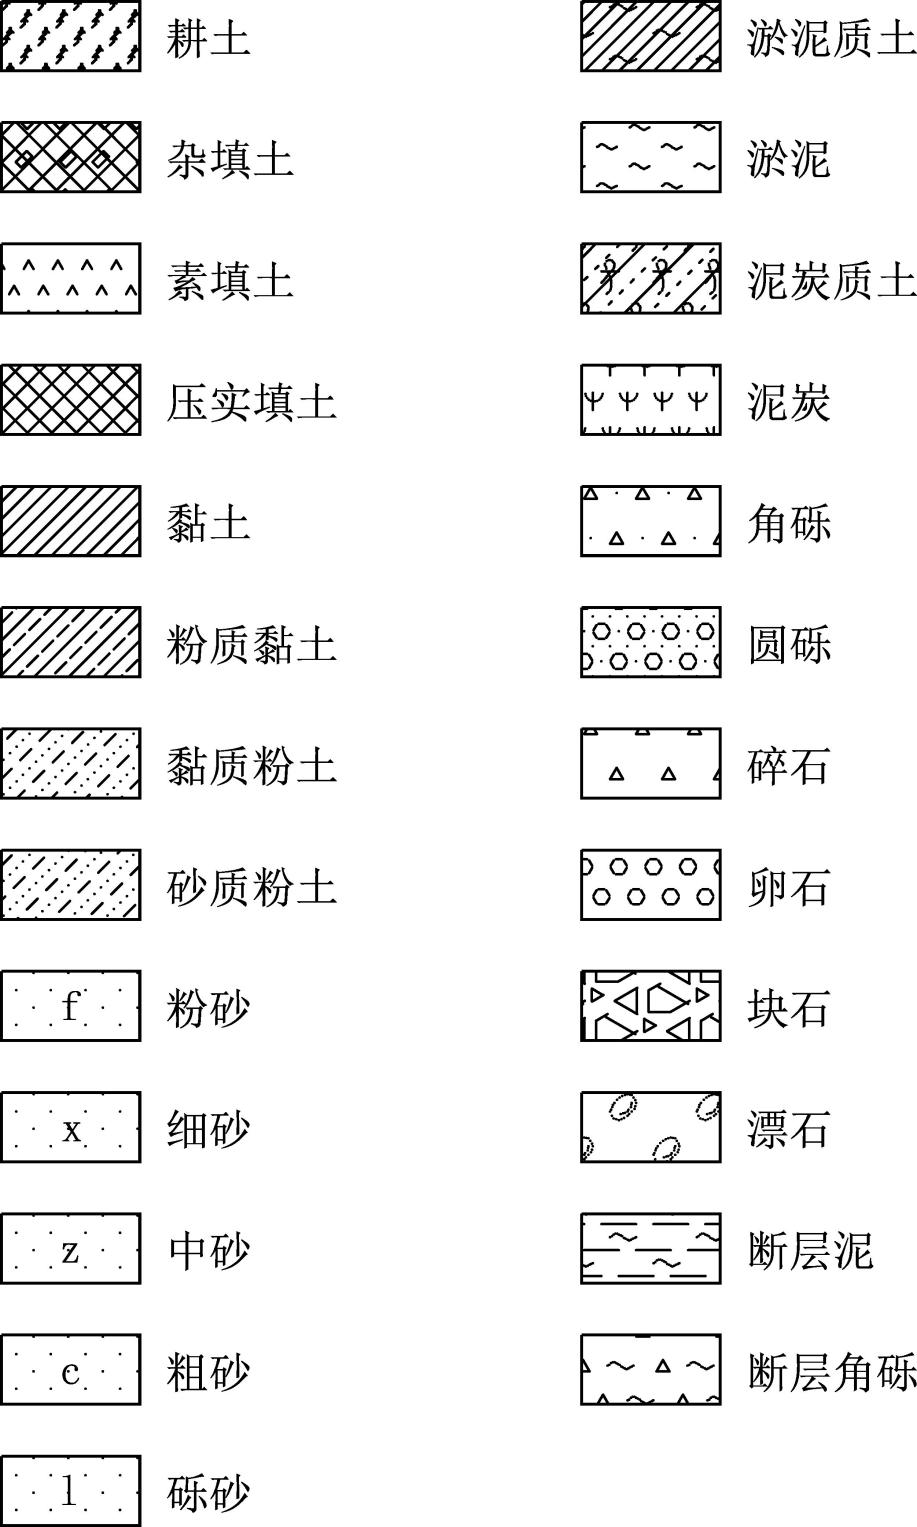 耕土
淤泥质土
杂填土
淤泥
素填土
泥炭质土
压实填土
泥炭
黏土
角砾
粉质黏土
圆砾
黏质粉土
碎石
砂质粉土
卵石
f
粉砂
块石
x
细砂
漂石
z
中砂
断层泥
c
粗砂
断层角砾
l
砾砂